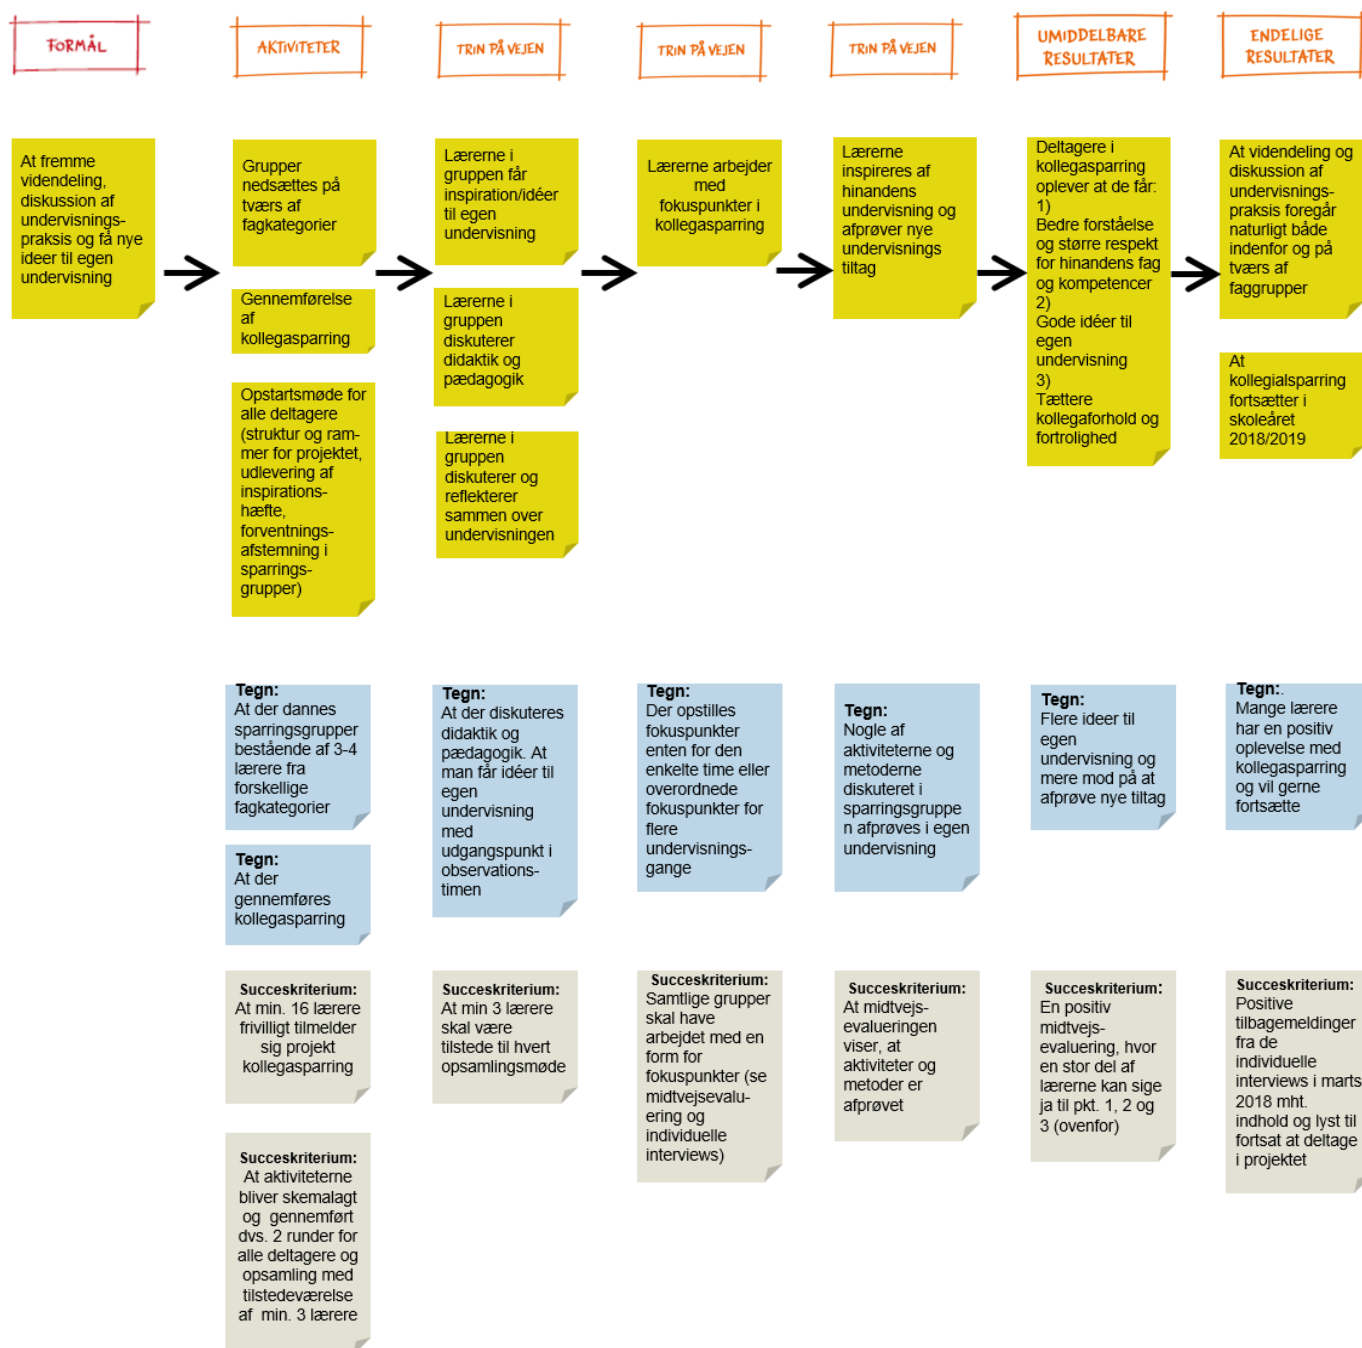 FORMÅL
AKTIVITETER
TRIN PÅ VEJEN
TRIN PÅ VEJEN
TRIN PÅ VEJEN
UMIDDELBARE
RESULTATER
ENDELIGE
RESULTATER
At fremme
videndeling,
diskussion af
undervisnings-
praksis og få nye
ideer til egen
undervisning
Grupper
nedsættes på
tværs af
fagkategorier
Gennemførelse
af
kollegasparring
Opstartsmøde for
alle deltagere
(struktur og ram-
mer for projektet,
udlevering af
inspirations-
hæfte,
forventnings-
afstemning i
sparrings-
grupper)
Lærerne i
gruppen får
inspiration/idéer
til egen
undervisning
Lærerne i
gruppen
diskuterer
didaktik og
pædagogik
Lærerne i
gruppen
diskuterer og
reflekterer
sammen over
undervisningen
Lærerne arbejder
med
fokuspunkter i
kollegasparring
Lærerne
inspireres af
hinandens
undervisning og
afprøver nye
undervisnings
tiltag
Deltagere i
kollegasparring
oplever at de får:
1)
Bedre forståelse
og større respekt
for hinandens fag
og kompetencer
2)
Gode idéer til
egen
undervisning
3)
Tættere
kollegaforhold og
fortrolighed
At videndeling og
diskussion af
undervisnings-
praksis foregår
naturligt både
indenfor og på
tværs af
faggrupper
At
kollegialsparring
fortsætter i
skoleåret
2018/2019
Tegn:
At der dannes
sparringsgrupper
bestående af 3-4
lærere fra
forskellige
fagkategorier
Tegn:
At der
gennemføres
kollegasparring
Tegn:
At der diskuteres
didaktik og
pædagogik. At
man får idéer til
egen
undervisning
med
udgangspunkt i
observations-
timen
Tegn:
Der opstilles
fokuspunkter
enten for den
enkelte time eller
overordnede
fokuspunkter for
flere
undervisnings-
gange
Tegn:
Nogle af
aktiviteterne og
metoderne
diskuteret i
sparringsgruppe
n afprøves i egen
undervisning
Tegn:
Flere ideer til
egen
undervisning og
mere mod på at
afprøve nye tiltag
Tegn:.
Mange lærere
har en positiv
oplevelse med
kollegasparring
og vil gerne
fortsætte
Succeskriterium:
At min. 16 lærere
frivilligt tilmelder
sig projekt
kollegasparring
Succeskriterium:
At aktiviteterne
bliver skemalagt
og gennemført
dvs. 2 runder for
alle deltagere og
opsamling med
tilstedeværelse
af min. 3 lærere
Succeskriterium:
At min 3 lærere
skal være
tilstede til hvert
opsamlingsmøde
Succeskriterium:
Samtlige grupper
skal have
arbejdet med en
form for
fokuspunkter (se
midtvejsevalu-
ering og
individuelle
interviews)
Succeskriterium:
At midtvejs-
evalueringen
viser, at
aktiviteter og
metoder er
afprøvet
Succeskriterium:
En positiv
midtvejs-
evaluering, hvor
en stor del af
lærerne kan sige
ja til pkt. 1, 2 og
3 (ovenfor)
Succeskriterium:
Positive
tilbagemeldinger
fra de
individuelle
interviews i marts
2018 mht.
indhold og lyst til
fortsat at deltage
i projektet